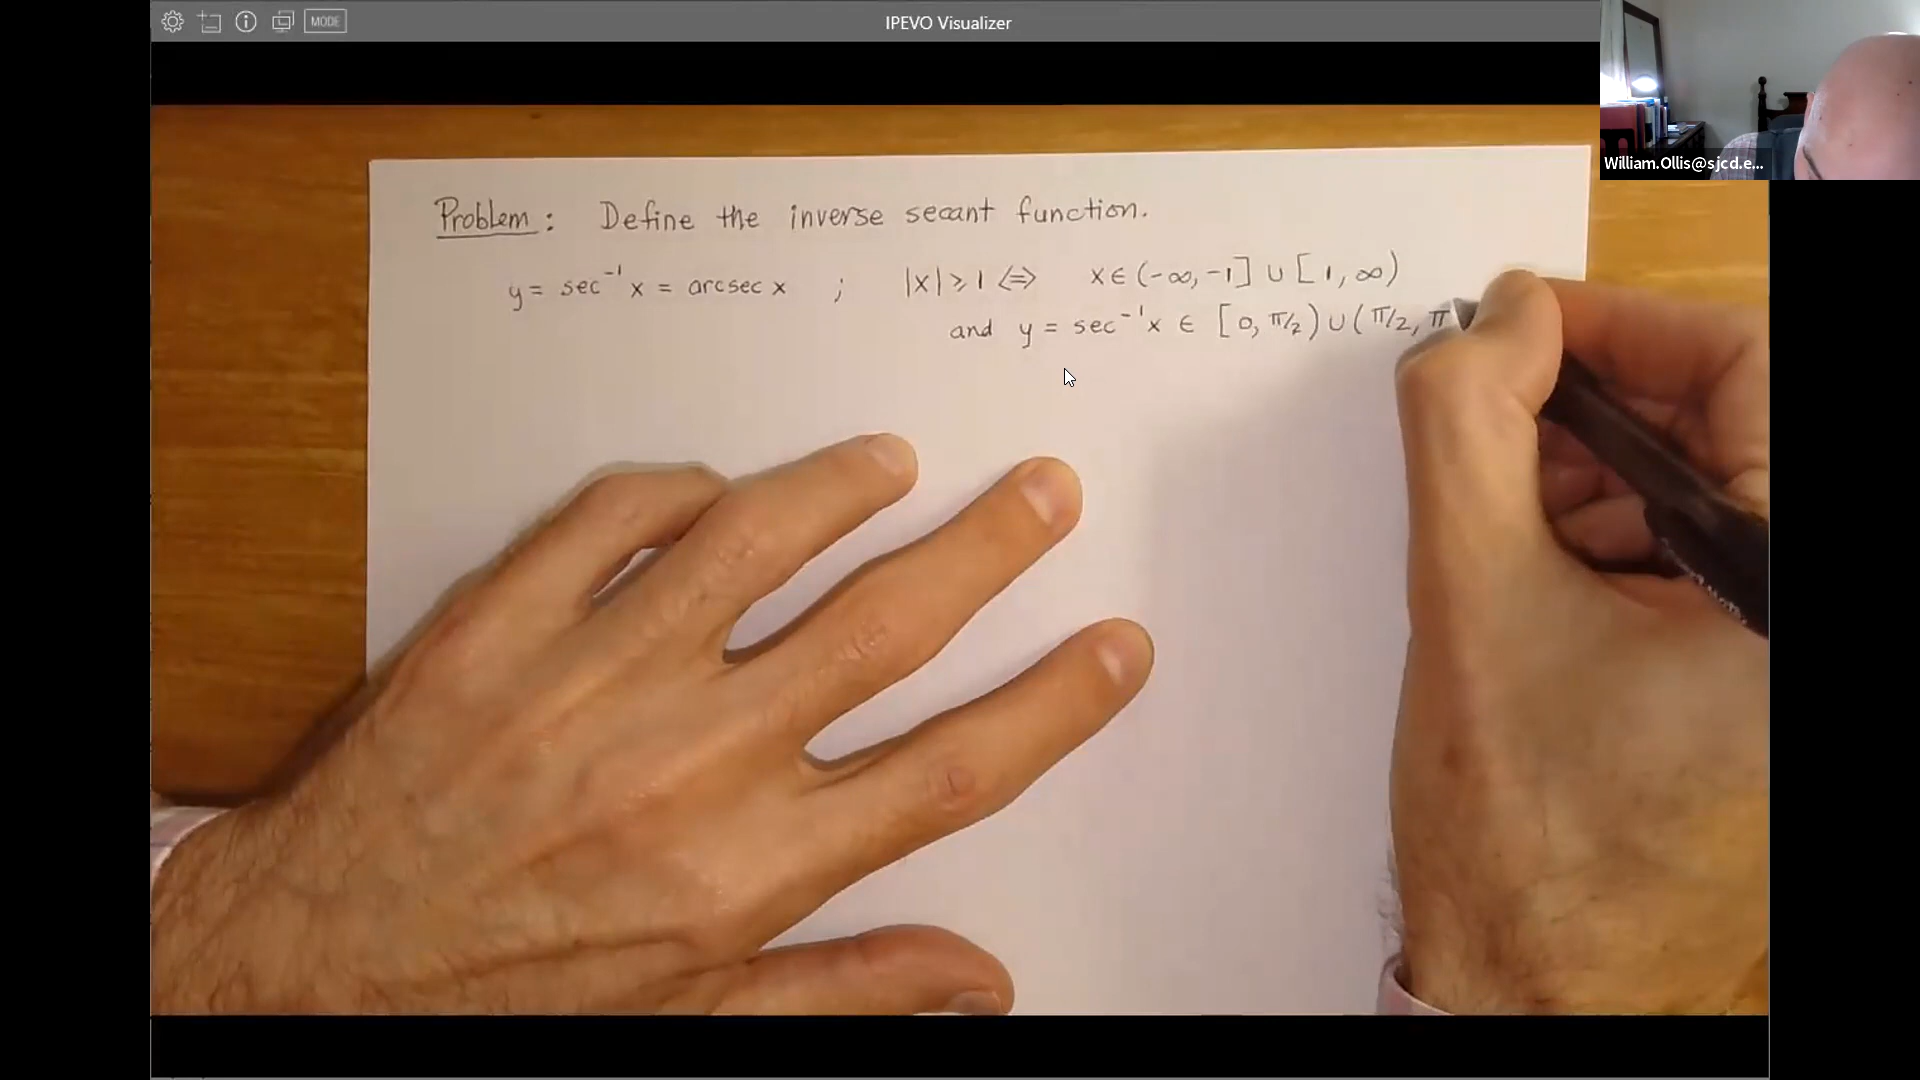 MODE
IPEVO Visualizer
William.Ollis@sjcd.e...
Problem: Define the inverse secant function.
y = sec⁻¹ x = arcsec x ; |x| ≥ 1 ⇔ x ∈ (-∞, -1] ∪ [1, ∞)
and y = sec⁻¹x ∈ [0, π/2) ∪ (π/2, π